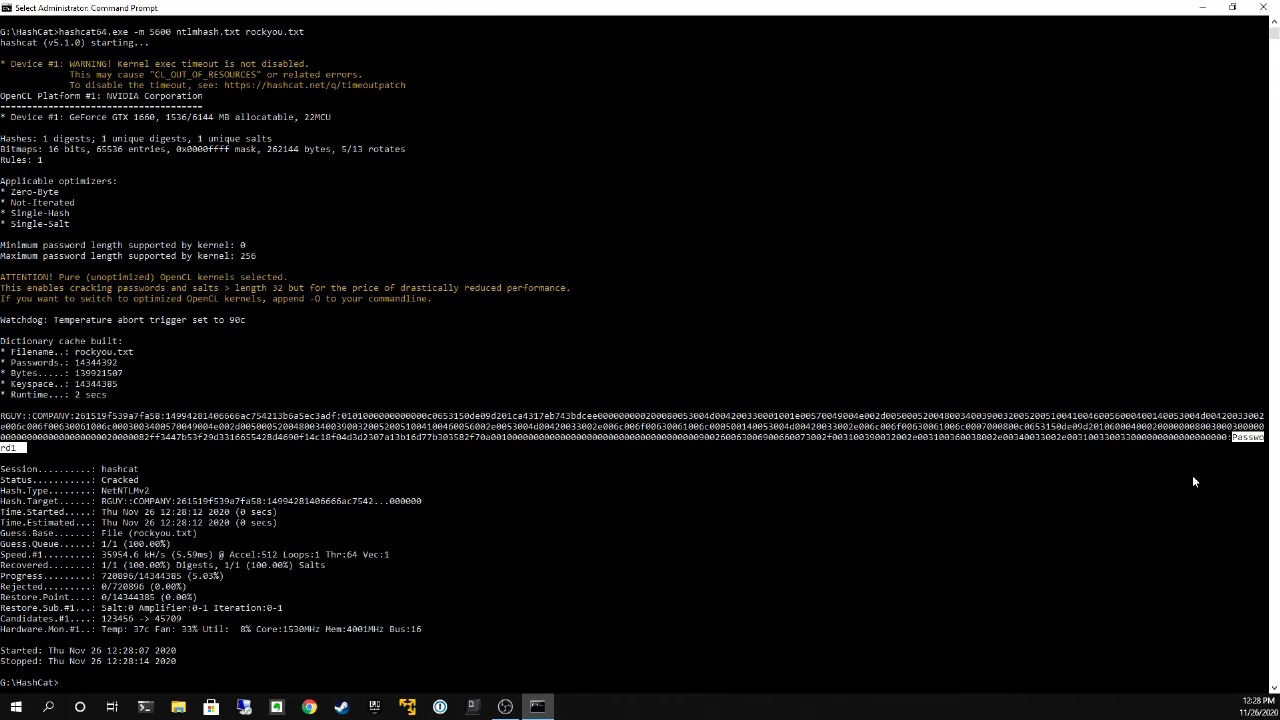 Select Administrator: Command Prompt
G:\HashCat>hashcat64.exe -m 5600 ntlmhash.txt rockyou.txt
hashcat (v5.1.0) starting...
* Device #1: WARNING! Kernel exec timeout is not disabled.
This may cause "CL_OUT_OF_RESOURCES" or related errors.
To disable the timeout, see: https://hashcat.net/q/timeoutpatch
OpenCL Platform #1: NVIDIA Corporation
======================================
* Device #1: GeForce GTX 1660, 1536/6144 MB allocatable, 22MCU
Hashes: 1 digests; 1 unique digests, 1 unique salts
Bitmaps: 16 bits, 65536 entries, 0x0000ffff mask, 262144 bytes, 5/13 rotates
Rules: 1
Applicable optimizers:
* Zero-Byte
* Not-Iterated
* Single-Hash
* Single-Salt
Minimum password length supported by kernel: 0
Maximum password length supported by kernel: 256
ATTENTION! Pure (unoptimized) OpenCL kernels selected.
This enables cracking passwords and salts > length 32 but for the price of drastically reduced performance.
If you want to switch to optimized OpenCL kernels, append -O to your commandline.
Watchdog: Temperature abort trigger set to 90c
Dictionary cache built:
* Filename..: rockyou.txt
* Passwords.: 14344392
* Bytes.....: 139921507
* Keyspace..: 14344385
* Runtime...: 2 secs
RGUY::COMPANY:261519f539a7fa58:14994281406666ac754213b6a5ec3adf:
:Passwo
rd1
Session..........: hashcat
Status...........: Cracked
Hash.Type........: NetNTLMv2
Hash.Target......: RGUY::COMPANY:261519f539a7fa58:14994281406666ac7542...000000
Time.Started.....: Thu Nov 26 12:28:12 2020 (0 secs)
Time.Estimated...: Thu Nov 26 12:28:12 2020 (0 secs)
Guess.Base.......: File (rockyou.txt)
Guess.Queue......: 1/1 (100.00%)
Speed.#1.........: 35954.6 kH/s (5.59ms) @ Accel:512 Loops:1 Thr:64 Vec:1
Recovered........: 1/1 (100.00%) Digests, 1/1 (100.00%) Salts
Progress.........: 720896/14344385 (5.03%)
Rejected.........: 0/720896 (0.00%)
Restore.Point....: 0/14344385 (0.00%)
Restore.Sub.#1...: Salt:0 Amplifier:0-1 Iteration:0-1
Candidates.#1....: 123456 -> 45709
Hardware.Mon.#1..: Temp: 37c Fan: 33% Util:  8% Core:1530MHz Mem:4001MHz Bus:16
Started: Thu Nov 26 12:28:07 2020
Stopped: Thu Nov 26 12:28:14 2020
G:\HashCat>
12:28 PM
11/26/2020